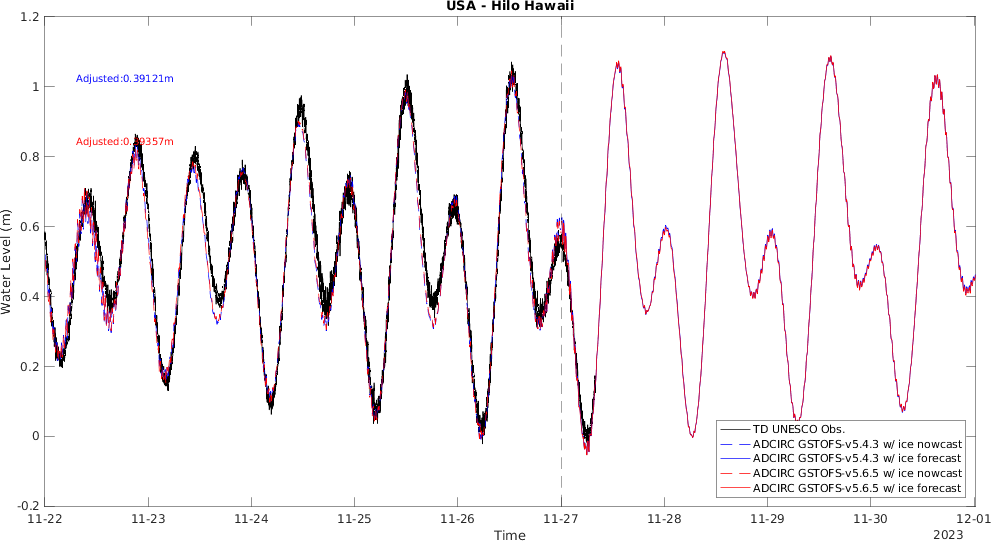 USA - Hilo Hawaii
1.2
1
0.8
0.6
0.4
0.2
0
-0.2
Water Level (m)
Adjusted:0.39121m
Adjusted:0.39357m
TD UNESCO Obs.
ADCIRC GSTOFS-v5.4.3 w/ ice nowcast
ADCIRC GSTOFS-v5.4.3 w/ ice forecast
ADCIRC GSTOFS-v5.6.5 w/ ice nowcast
ADCIRC GSTOFS-v5.6.5 w/ ice forecast
11-22 11-23 11-24 11-25 11-26 11-27 11-28 11-29 11-30 12-01
Time
2023